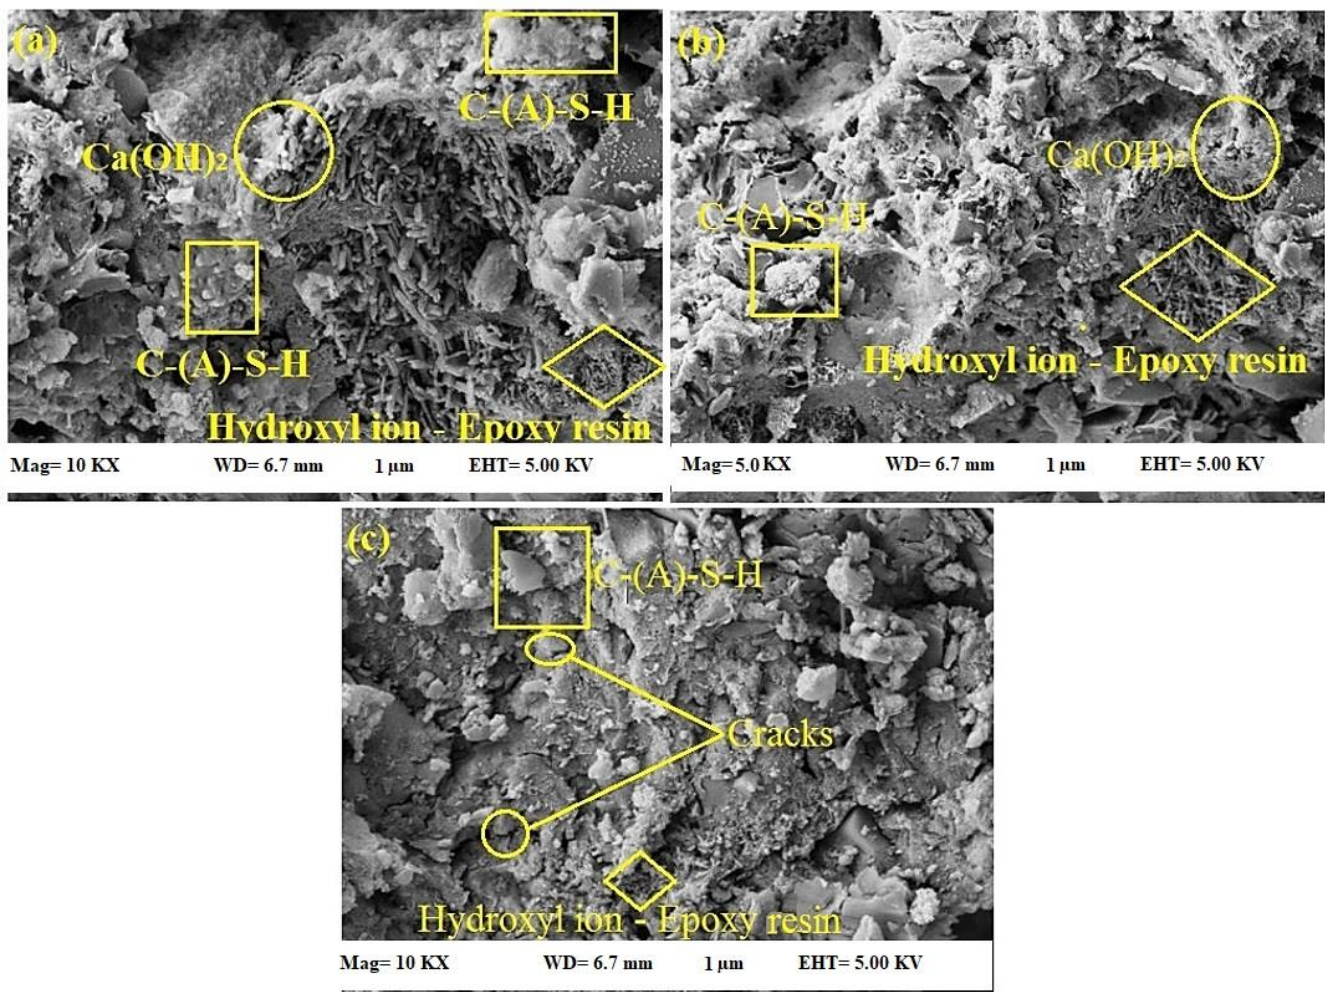 (a)
C-(A)-S-H
Ca(OH)₂
C-(A)-S-H
Hydroxyl ion - Epoxy resin
Mag= 10 KX WD= 6.7 mm 1 µm EHT= 5.00 KV
(b)
Ca(OH)₂
C-(A)-S-H
Hydroxyl ion - Epoxy resin
Mag=5.0 KX WD= 6.7 mm 1 µm EHT= 5.00 KV
(c)
C-(A)-S-H
Cracks
Hydroxyl ion - Epoxy resin
Mag= 10 KX WD= 6.7 mm 1 µm EHT= 5.00 KV